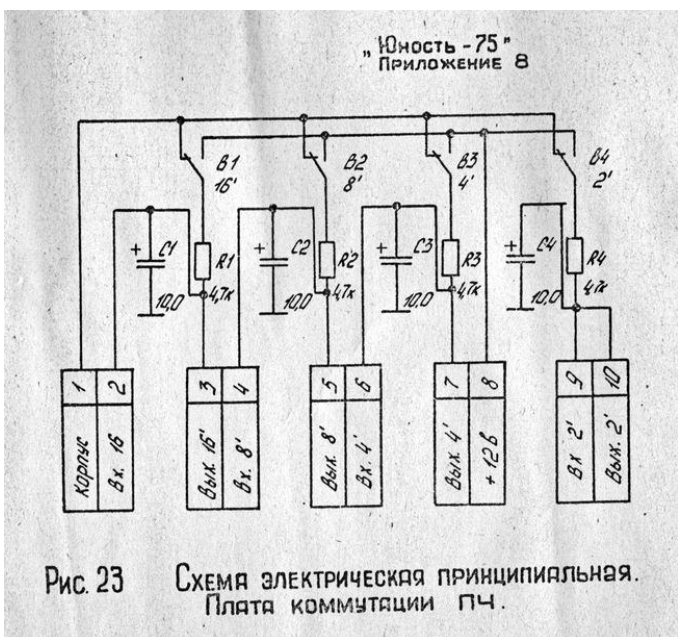 „Юность - 75"
Приложение 8
В1
16'
В2
8'
В3
4'
В4
2'
+
С1
10,0
R1
4,7к
+
С2
10,0
R2
4,7к
+
С3
10,0
R3
4,7к
+
С4
10,0
R4
4,7к
1
Корпус
2
Вх. 16
3
Вых. 16'
4
Вх. 8'
5
Вых. 8'
6
Вх. 4'
7
Вых. 4'
8
+ 12в
9
Вх 2'
10
Вых. 2'
Рис. 23 Схема электрическая принципиальная.
Плата коммутации ПЧ.